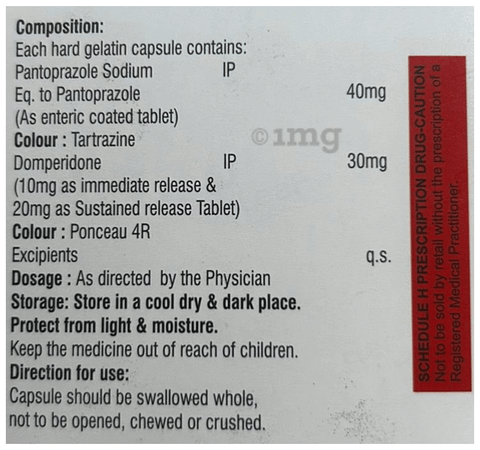 Composition:
Each hard gelatin capsule contains:
Pantoprazole Sodium IP
Eq. to Pantoprazole 40mg
(As enteric coated tablet)
Colour : Tartrazine
Domperidone IP 30mg
(10mg as immediate release &
20mg as Sustained release Tablet)
Colour : Ponceau 4R
Excipients q.s.
Dosage : As directed by the Physician
Storage: Store in a cool dry & dark place.
Protect from light & moisture.
Keep the medicine out of reach of children.
Direction for use:
Capsule should be swallowed whole,
not to be opened, chewed or crushed.
SCHEDULE H PRESCRIPTION DRUG-CAUTION
Not to be sold by retail without the prescription of a
Registered Medical Practitioner.
©1mg